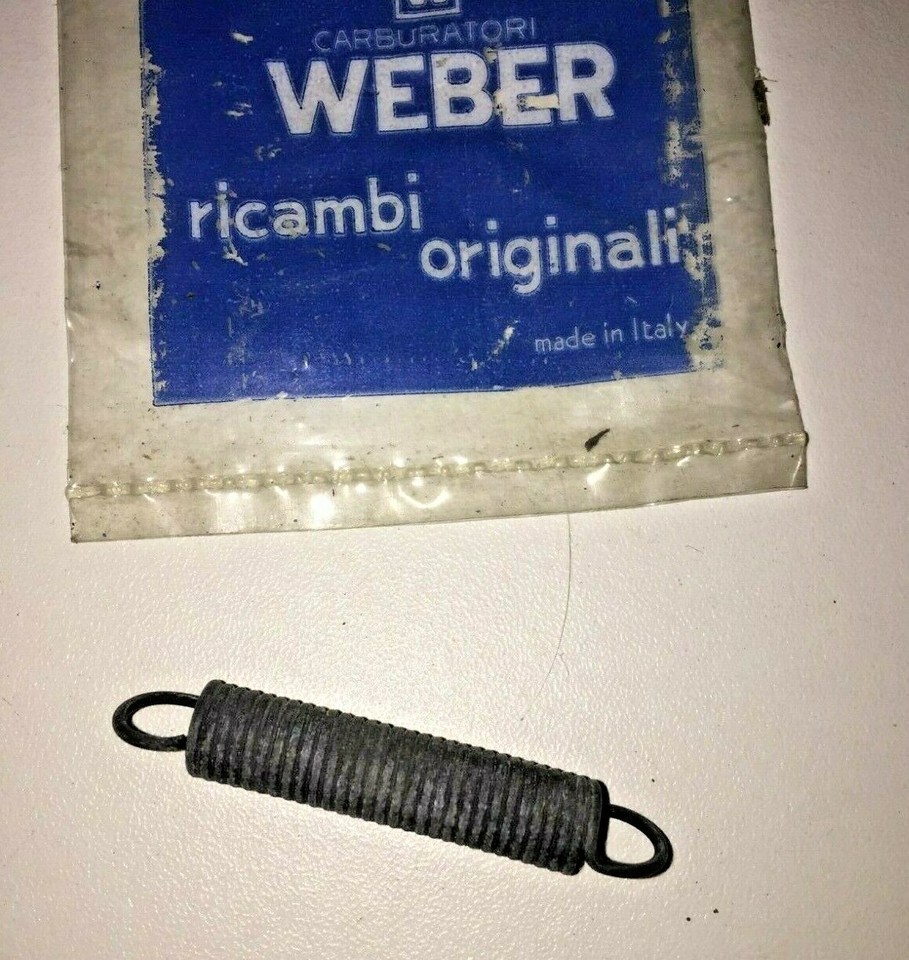 CARBURATORI
WEBER
ricambi
originali
made in Italy